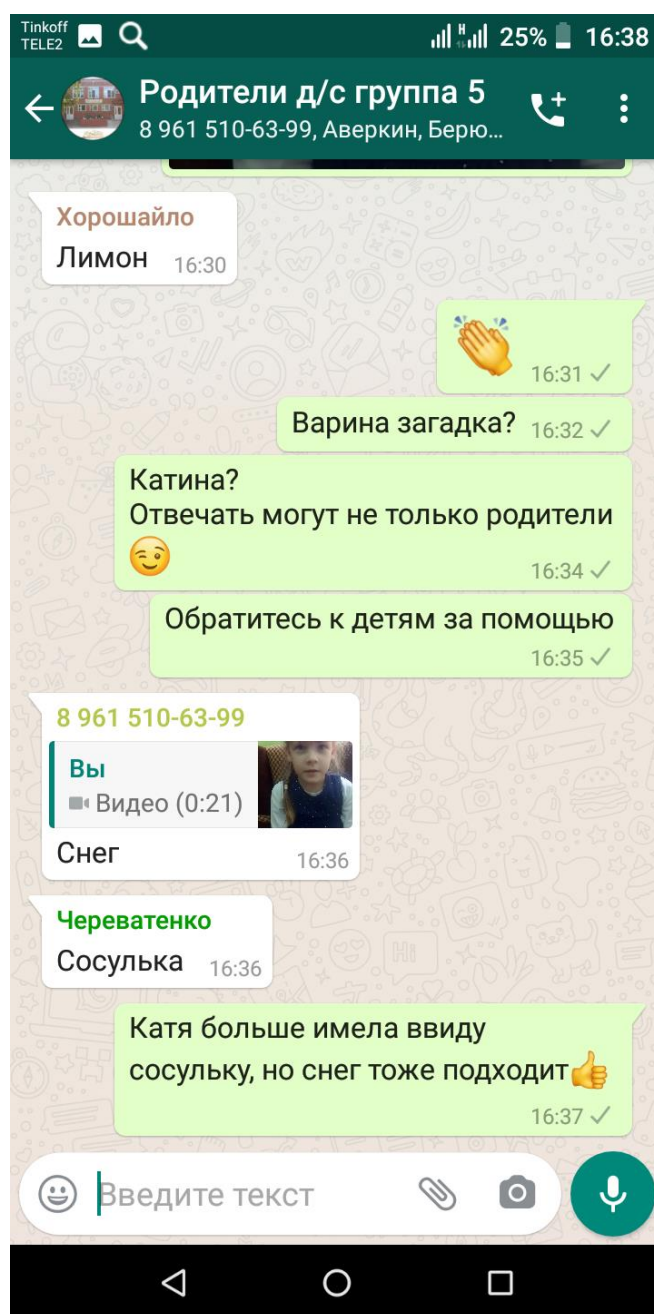 Tinkoff
TELE2
25%
16:38
Родители д/с группа 5
8 961 510-63-99, Аверкин, Берю...
Хорошайло
Лимон 16:30
16:31
Варина загадка? 16:32
Катина?
Отвечать могут не только родители
16:34
Обратитесь к детям за помощью
16:35
8 961 510-63-99
Вы
Видео (0:21)
Снег 16:36
Череватенко
Сосулька 16:36
Катя больше имела ввиду
сосульку, но снег тоже подходит
16:37
Введите текст